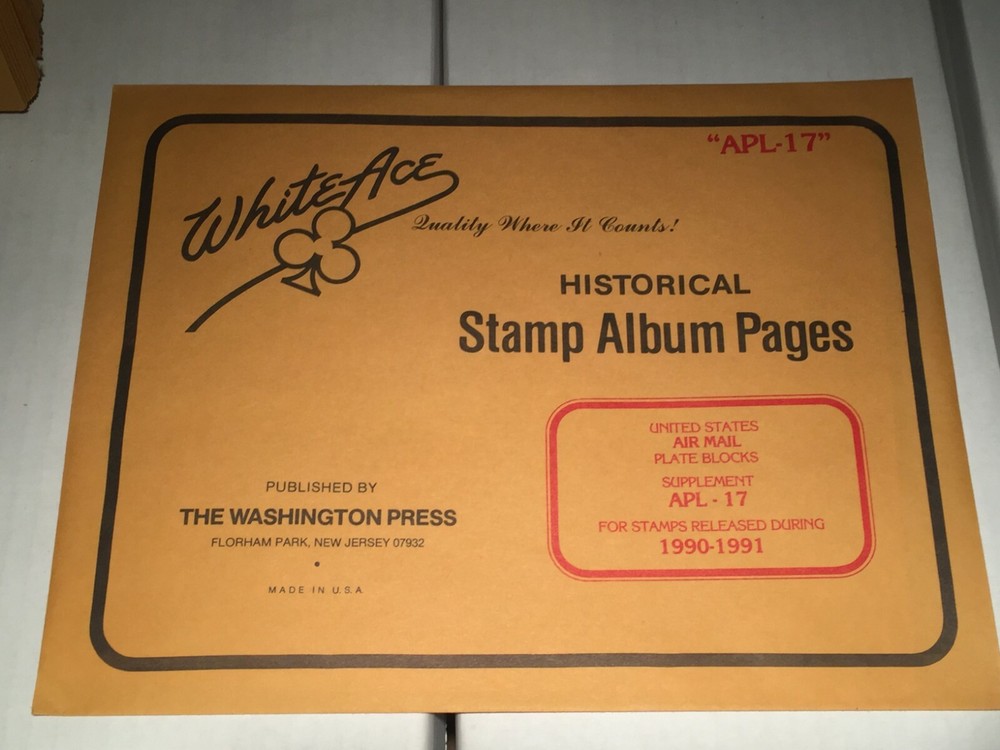 "APL-17"
White Ace
Quality Where It Counts!
HISTORICAL
Stamp Album Pages
UNITED STATES
AIR MAIL
PLATE BLOCKS
SUPPLEMENT
APL - 17
FOR STAMPS RELEASED DURING
1990-1991
PUBLISHED BY
THE WASHINGTON PRESS
FLORHAM PARK, NEW JERSEY 07932
•
MADE IN U.S.A.